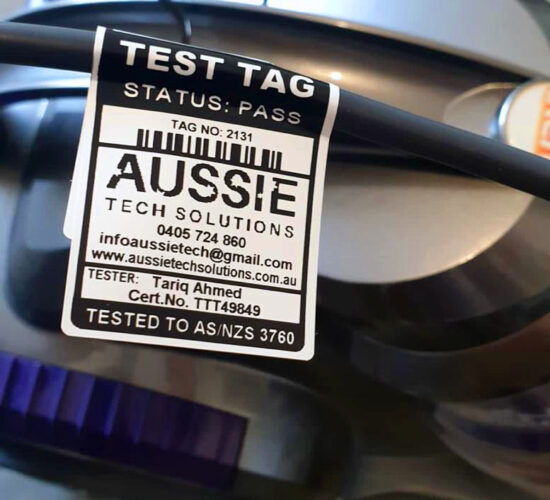 TEST TAG
STATUS: PASS
TAG NO: 2131
AUSSIE
TECH SOLUTIONS
0405 724 860
infoaussietech@gmail.com
www.aussietechsolutions.com.au
TESTER: Tariq Ahmed
Cert.No. TTT49849
TESTED TO AS/NZS 3760